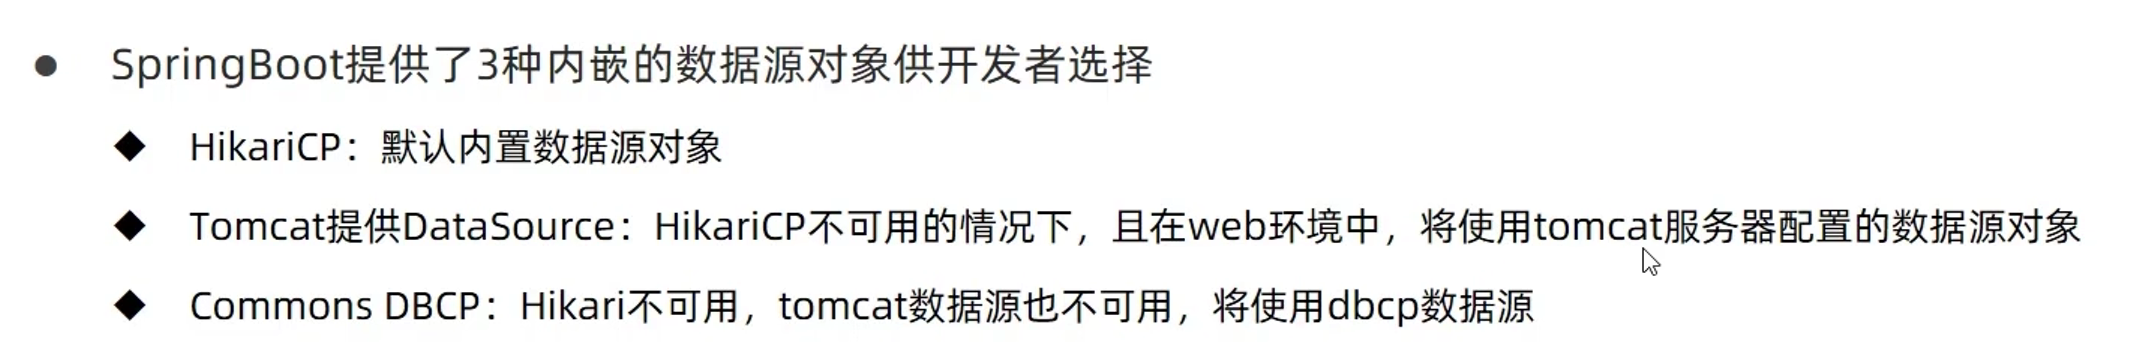 SpringBoot提供了3种内嵌的数据源对象供开发者选择
HikariCP：默认内置数据源对象
Tomcat提供DataSource：HikariCP不可用的情况下，且在web环境中，将使用tomcat服务器配置的数据源对象
Commons DBCP：Hikari不可用，tomcat数据源也不可用，将使用dbcp数据源